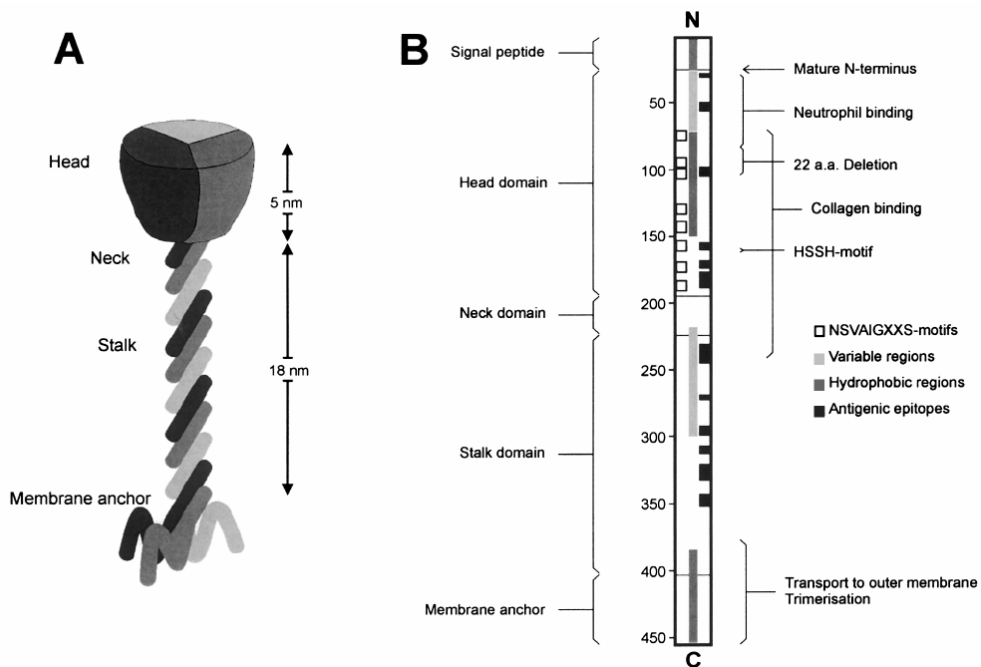 A
Head
5 nm
Neck
Stalk
18 nm
Membrane anchor
B
N
Signal peptide
Head domain
Neck domain
Stalk domain
Membrane anchor
50
100
150
200
250
300
350
400
450
C
Mature N-terminus
Neutrophil binding
22 a.a. Deletion
Collagen binding
HSSH-motif
NSVAIGXXS-motifs
Variable regions
Hydrophobic regions
Antigenic epitopes
Transport to outer membrane
Trimerisation